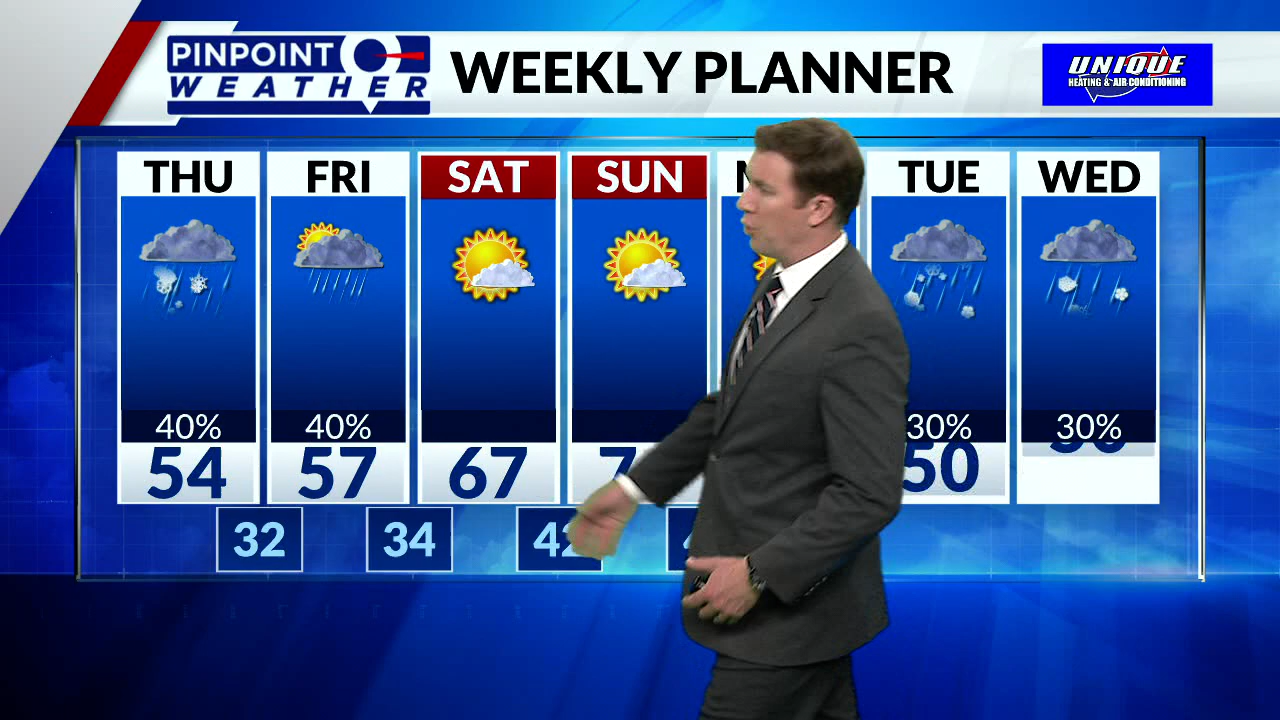 PINPOINT
WEATHER
WEEKLY PLANNER
UNIQUE
HEATING & AIR CONDITIONING
THU
FRI
SAT
SUN
TUE
WED
40%
40%
30%
30%
54
57
67
50
32
34
42